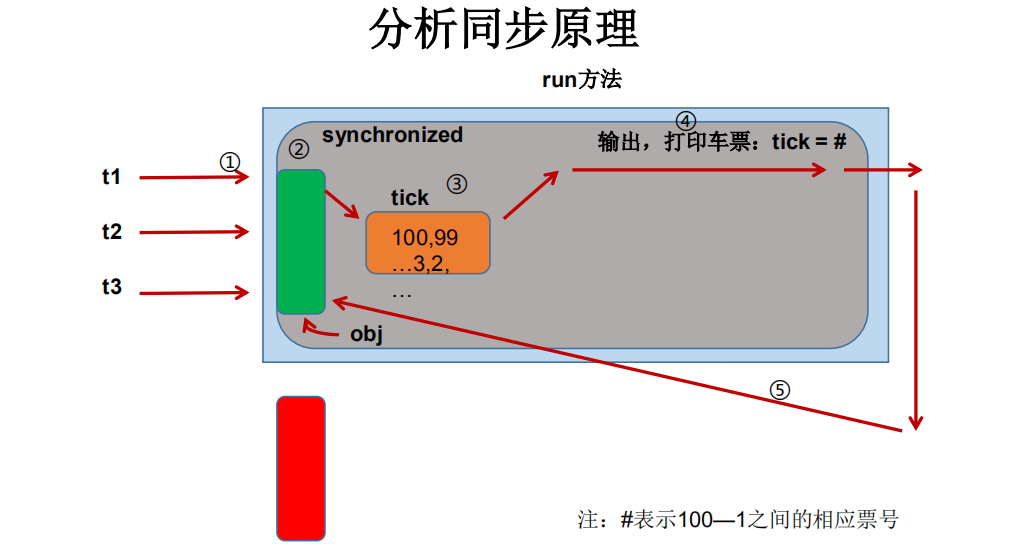 分析同步原理
run方法
synchronized
④
输出，打印车票：tick = #
①
②
t1
③
tick
t2
100,99
…3,2,
…
t3
obj
⑤
注：#表示100—1之间的相应票号